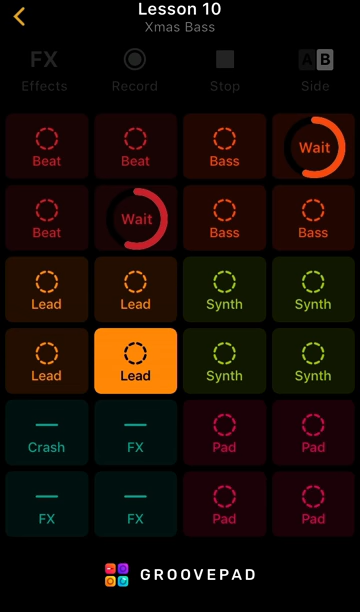 Lesson 10
Xmas Bass
FX
A B
Effects Record Stop Side
Beat Beat Bass Wait
Beat Wait Bass Bass
Lead Lead Synth Synth
Lead Lead Synth Synth
Crash FX Pad Pad
FX FX Pad Pad
GROOVEPAD